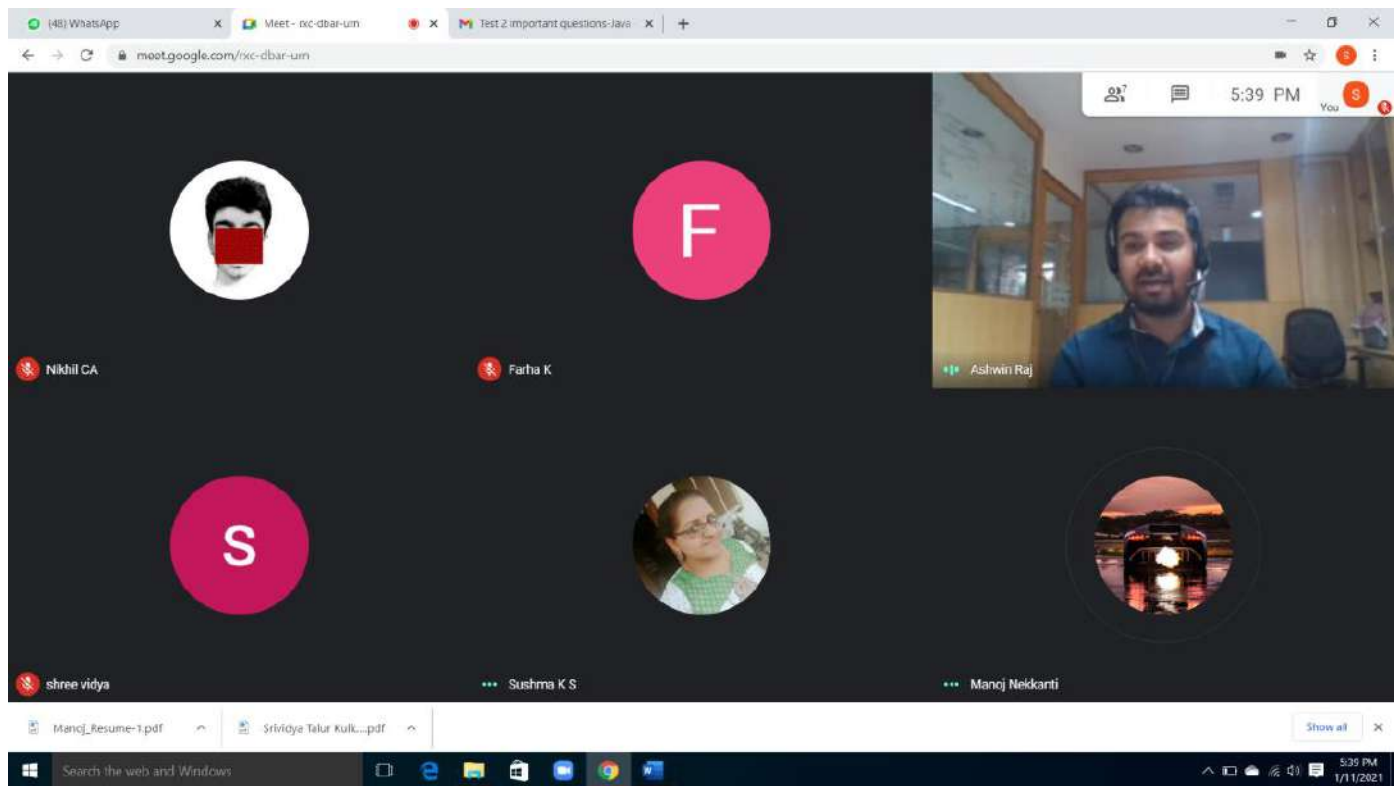 (48) WhatsApp
Meet - rxc-dbar-urn
Test 2 important questions-Java
meet.google.com/rxc-dbar-urn
S
7
5:39 PM
You
S
F
Nikhil CA
Farha K
Ashwin Raj
S
shree vidya
Sushma K S
Manoj Nekkanti
Manoj_Resume-1.pdf
Srividya Talur Kulk....pdf
Show all
Search the web and Windows
5:39 PM
1/11/2021